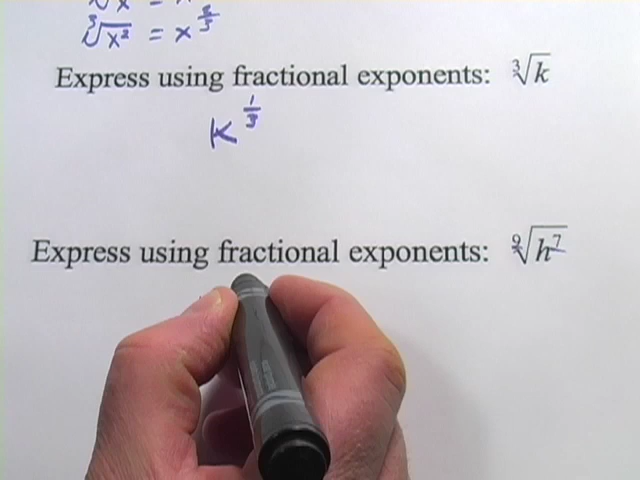 ∛x² = x^(2/3)
Express using fractional exponents: ∛k
k^(1/3)
Express using fractional exponents: ⁹√h⁷